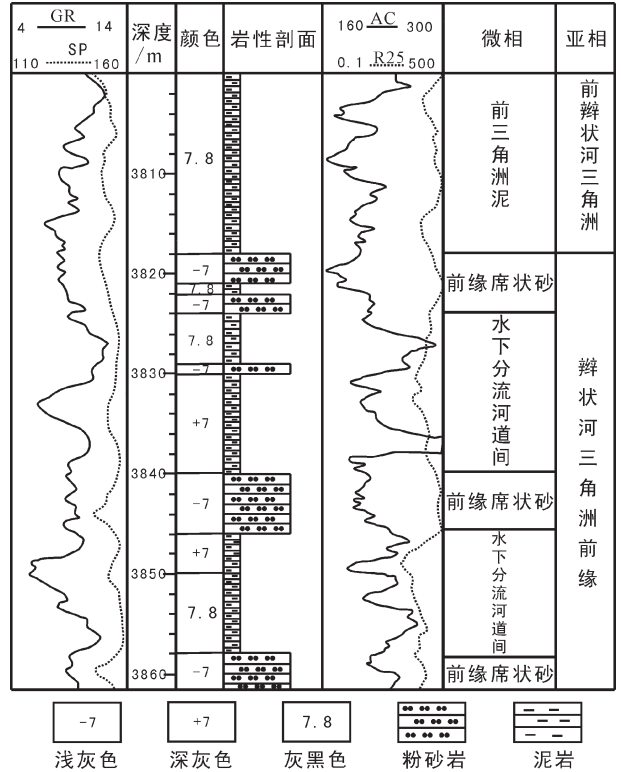 GR
4 14
SP
110 160
深度
/m
颜色
岩性剖面
AC
160 300
R25
0.1 500
微相
亚相
3810
3820
3830
3840
3850
3860
7.8
-7
7.8
-7
7.8
-7
+7
-7
+7
7.8
-7
前三角洲泥
前缘席状砂
水下分流河道间
前缘席状砂
水下分流河道间
前缘席状砂
前辫状河三角洲
辫状河三角洲前缘
-7
+7
7.8
浅灰色
深灰色
灰黑色
粉砂岩
泥岩